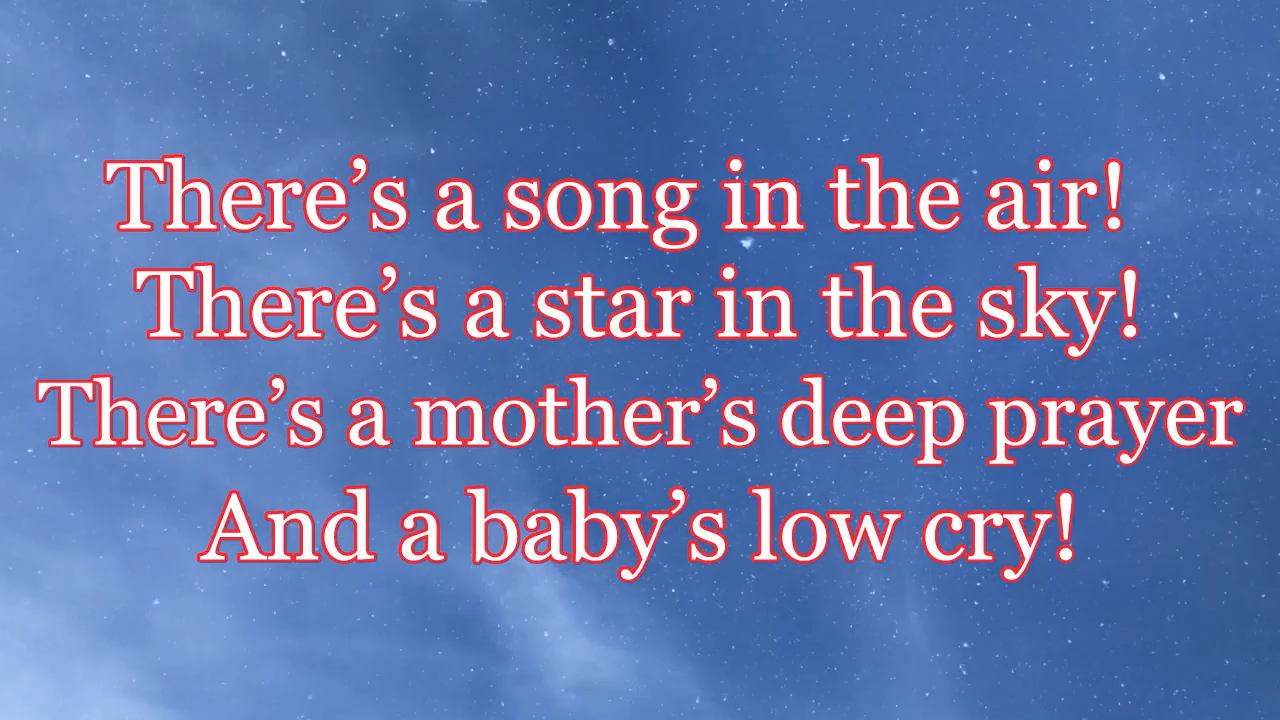 There’s a song in the air!
There’s a star in the sky!
There’s a mother’s deep prayer
And a baby’s low cry!